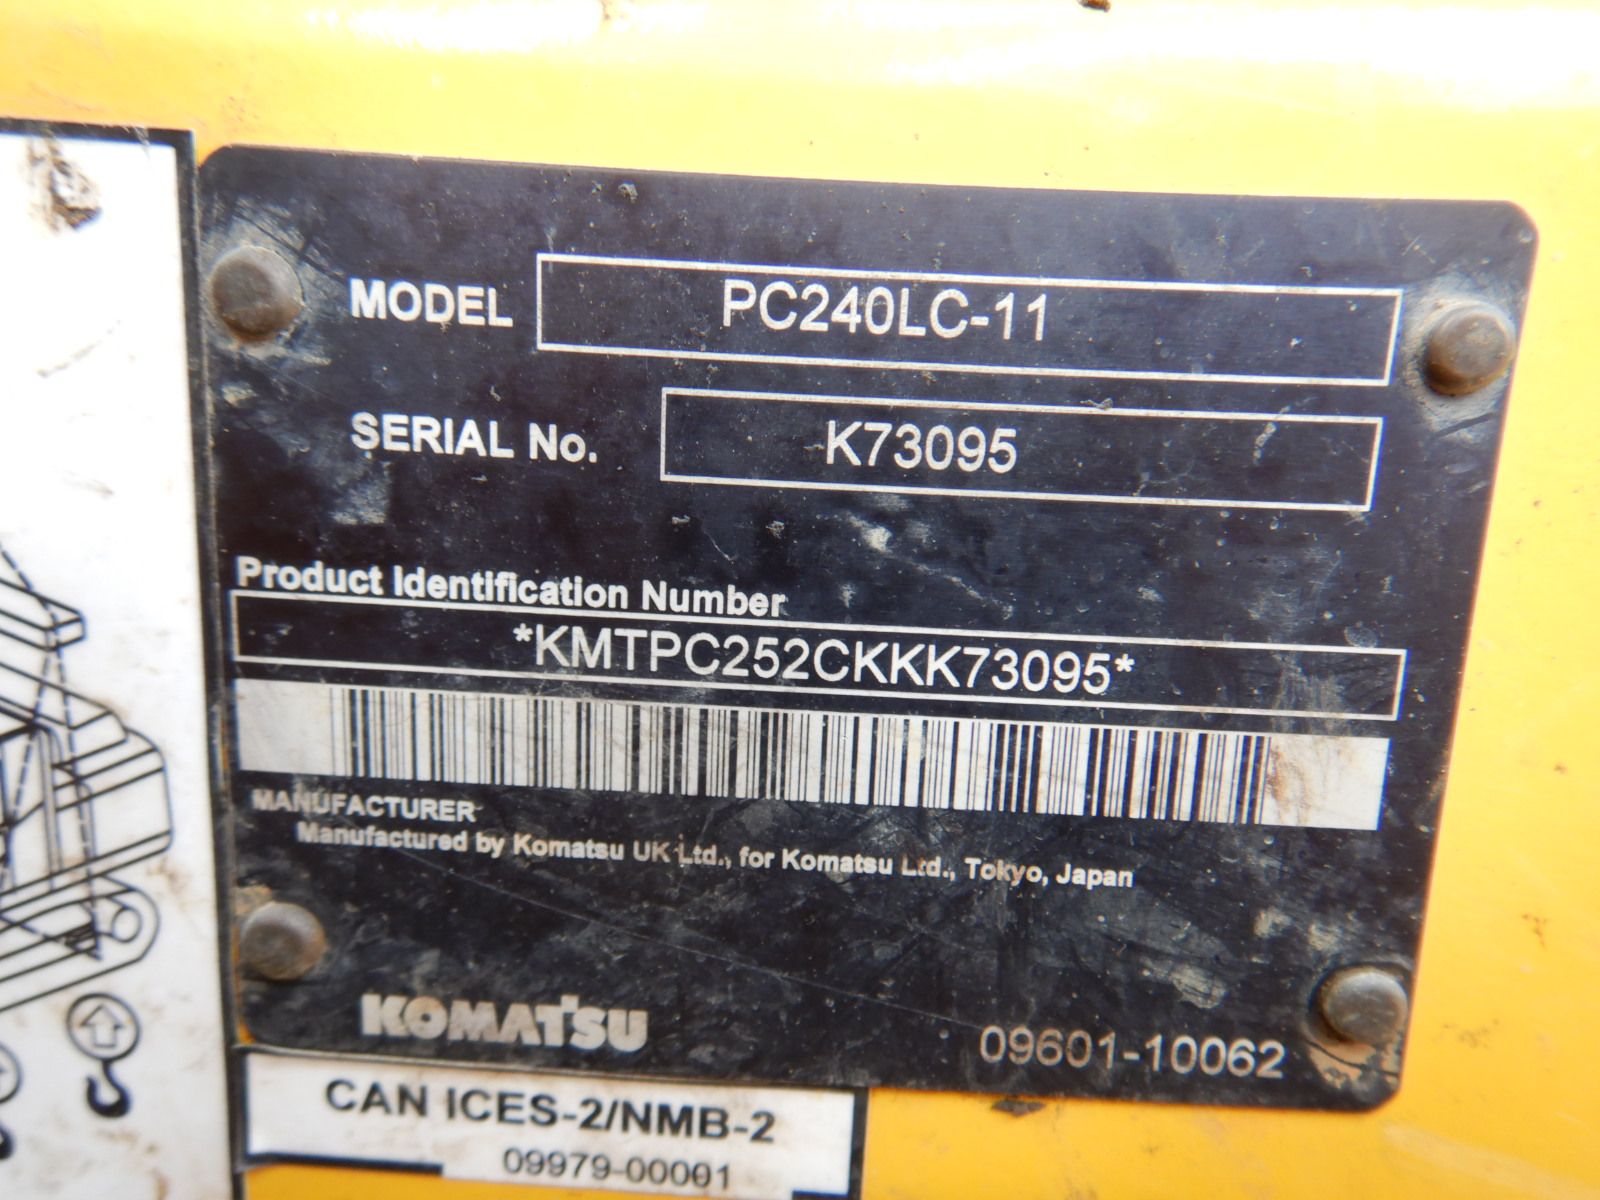 MODEL PC240LC-11
SERIAL No. K73095
Product Identification Number
*KMTPC252CKKK73095*
MANUFACTURER
Manufactured by Komatsu UK Ltd., for Komatsu Ltd., Tokyo, Japan
KOMATSU 09601-10062
CAN ICES-2/NMB-2
09979-00001